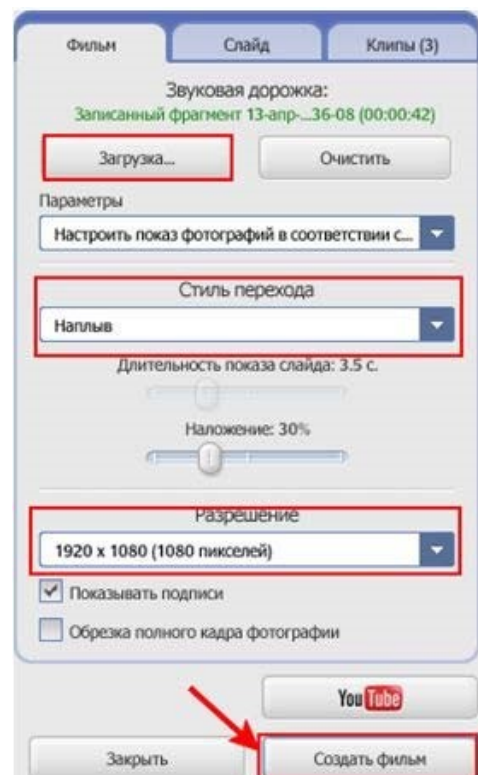 Фильм
Слайд
Клипы (3)
Звуковая дорожка:
Записанный фрагмент 13-апр-...36-08 (00:00:42)
Загрузка...
Очистить
Параметры
Настроить показ фотографий в соответствии с...
Стиль перехода
Наплыв
Длительность показа слайда: 3.5 с.
Наложение: 30%
Разрешение
1920 x 1080 (1080 пикселей)
Показывать подписи
Обрезка полного кадра фотографии
YouTube
Закрыть
Создать фильм